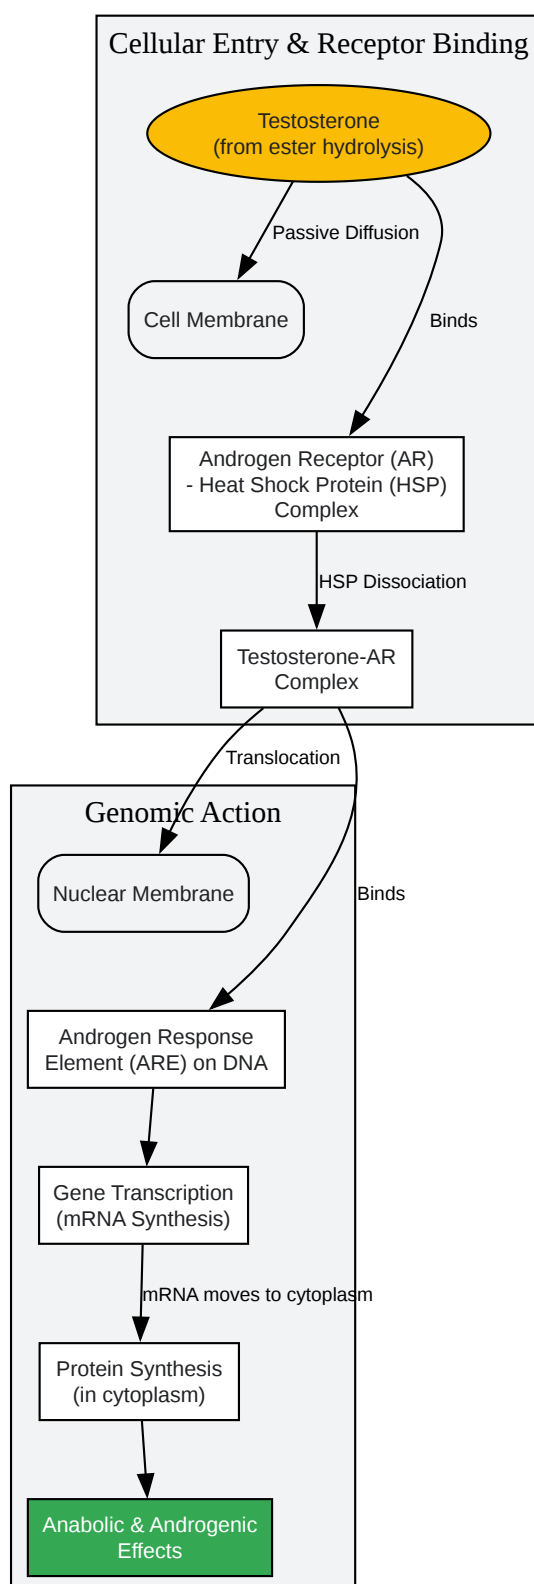 Cellular Entry & Receptor Binding
Testosterone
(from ester hydrolysis)
Passive Diffusion
Cell Membrane
Binds
Androgen Receptor (AR)
- Heat Shock Protein (HSP)
Complex
HSP Dissociation
Testosterone-AR
Complex
Translocation
Genomic Action
Nuclear Membrane
Binds
Androgen Response
Element (ARE) on DNA
Gene Transcription
(mRNA Synthesis)
mRNA moves to cytoplasm
Protein Synthesis
(in cytoplasm)
Anabolic & Androgenic
Effects